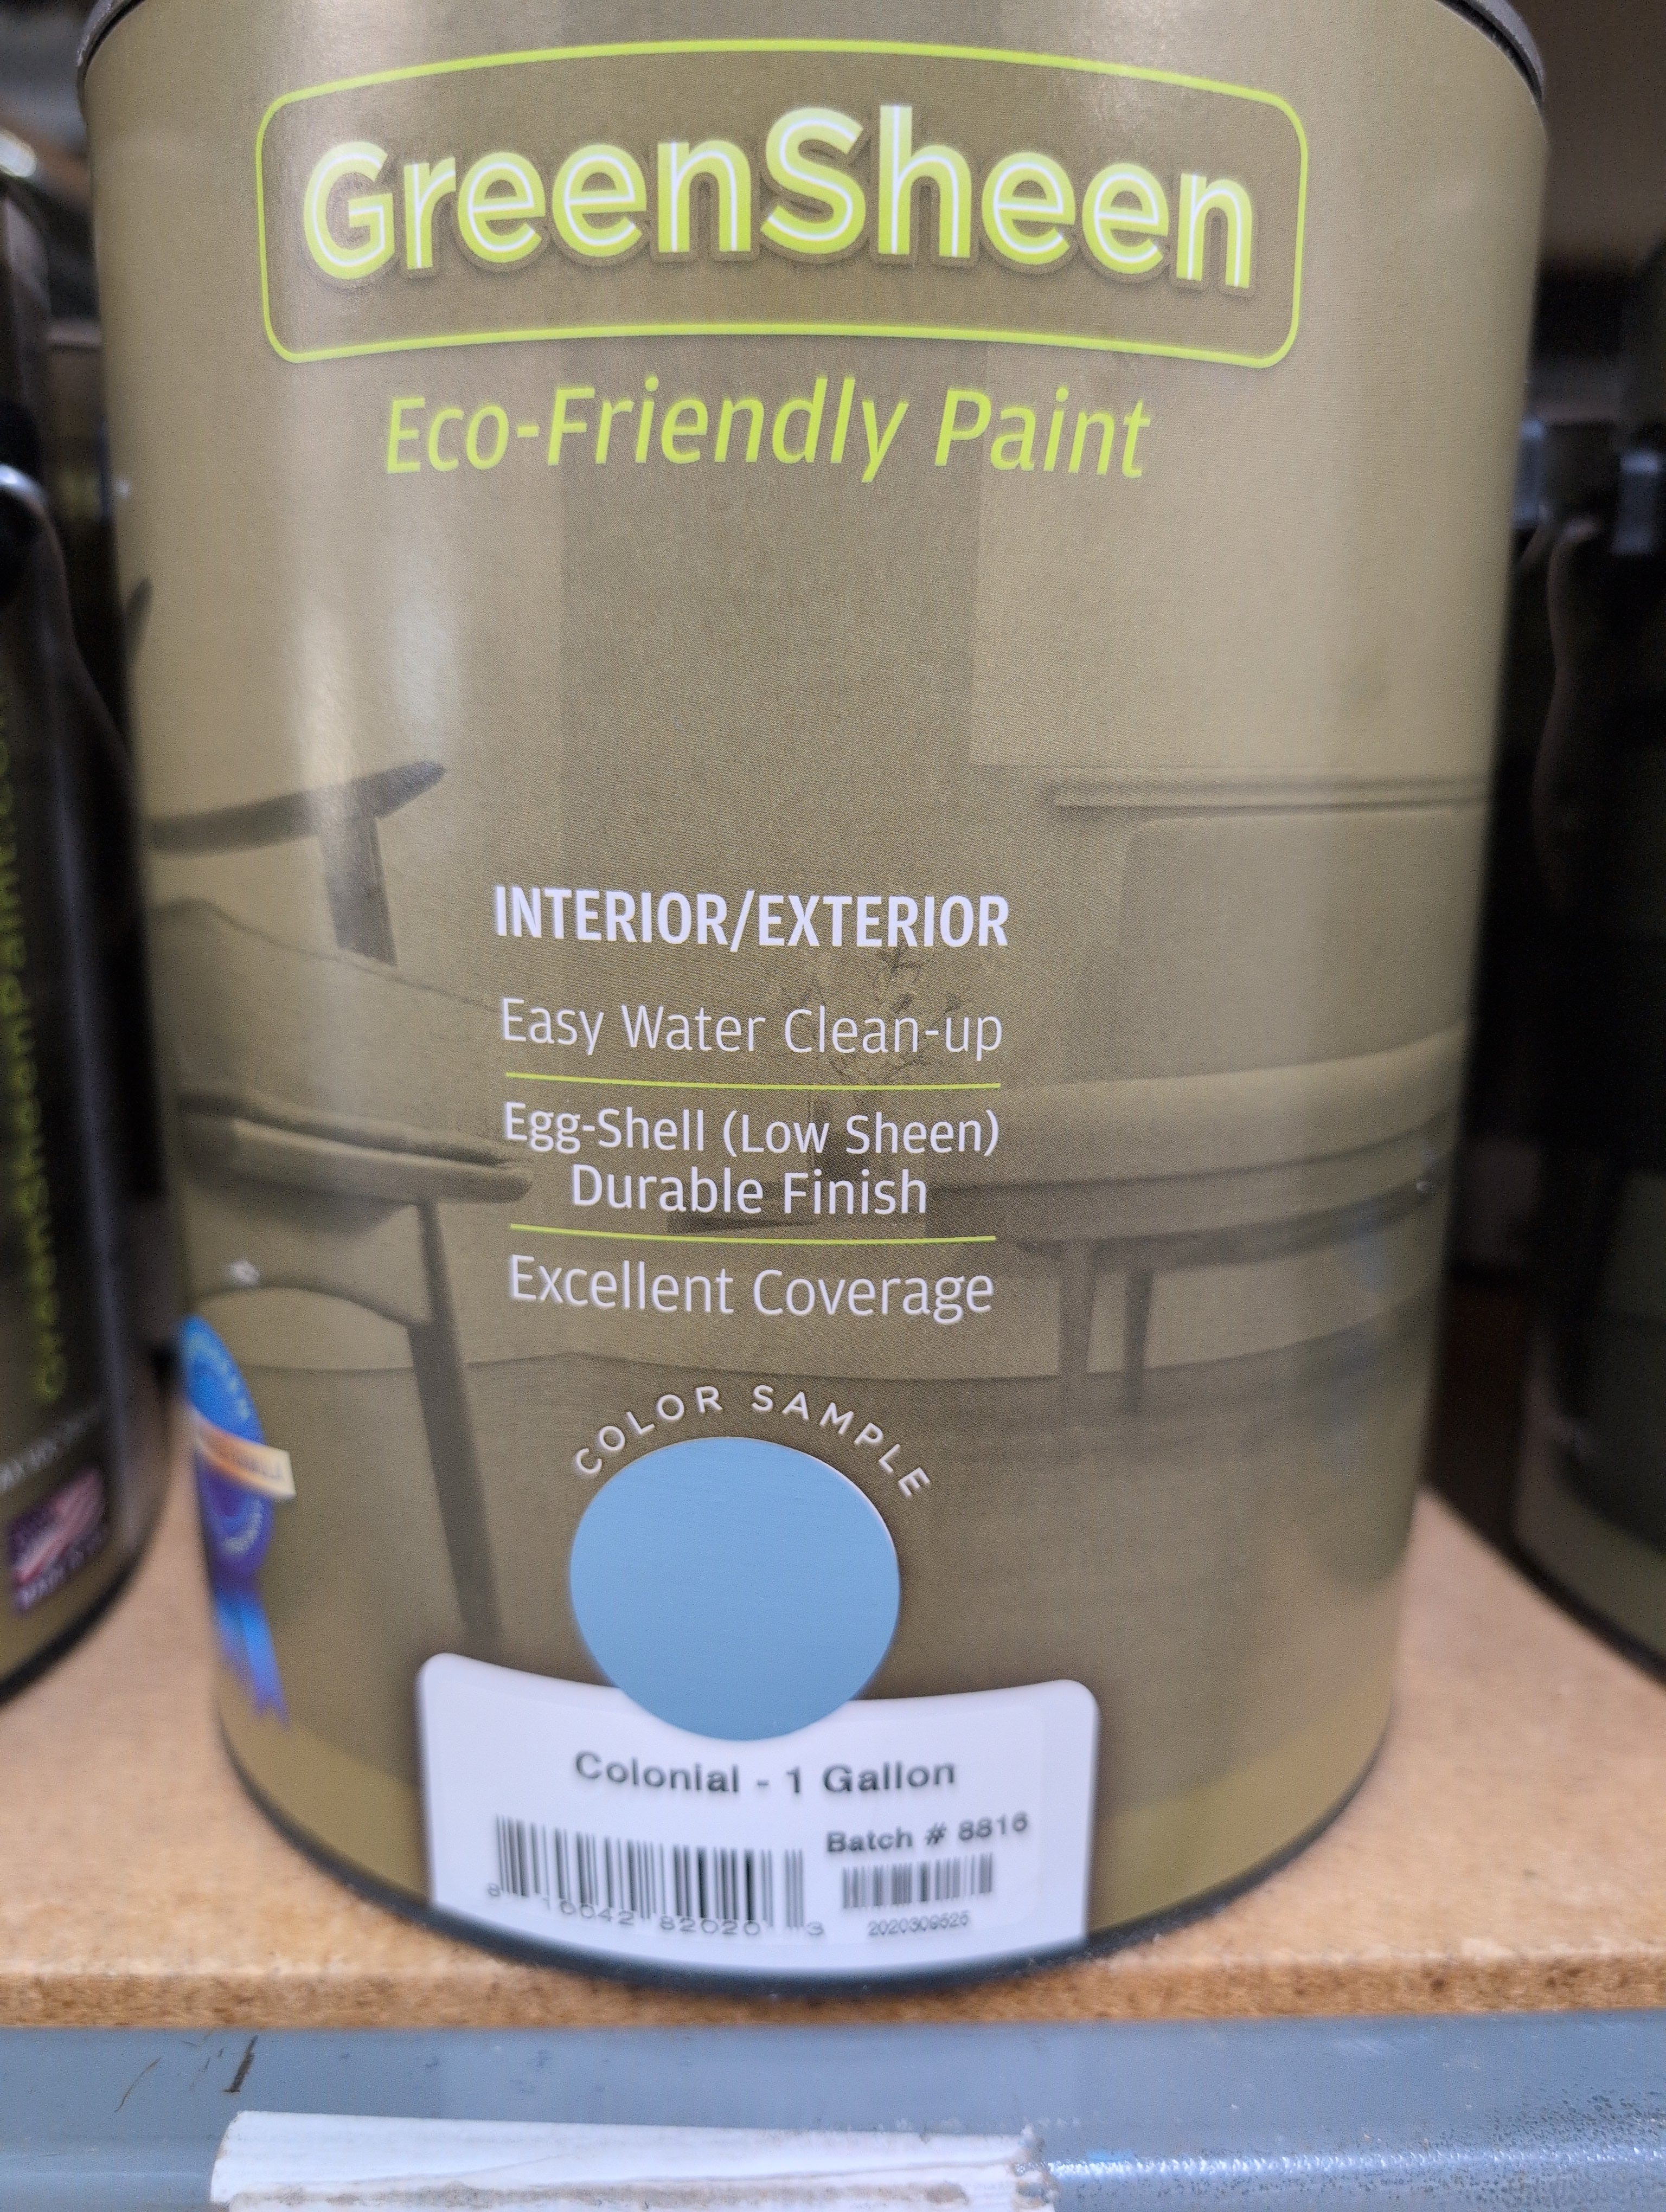 GreenSheen
Eco-Friendly Paint
INTERIOR/EXTERIOR
Easy Water Clean-up
Egg-Shell (Low Sheen)
Durable Finish
Excellent Coverage
COLOR SAMPLE
Colonial - 1 Gallon
Batch # 8816
8 10042 82020 3
2020309525